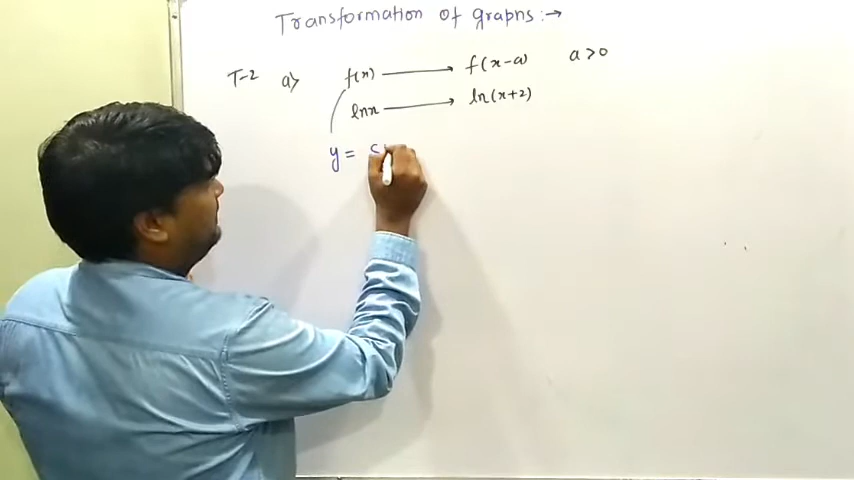 Transformation of graphs :→
T-2 a> f(x) → f(x-a) a>0
lnx → ln(x+2)
y = s